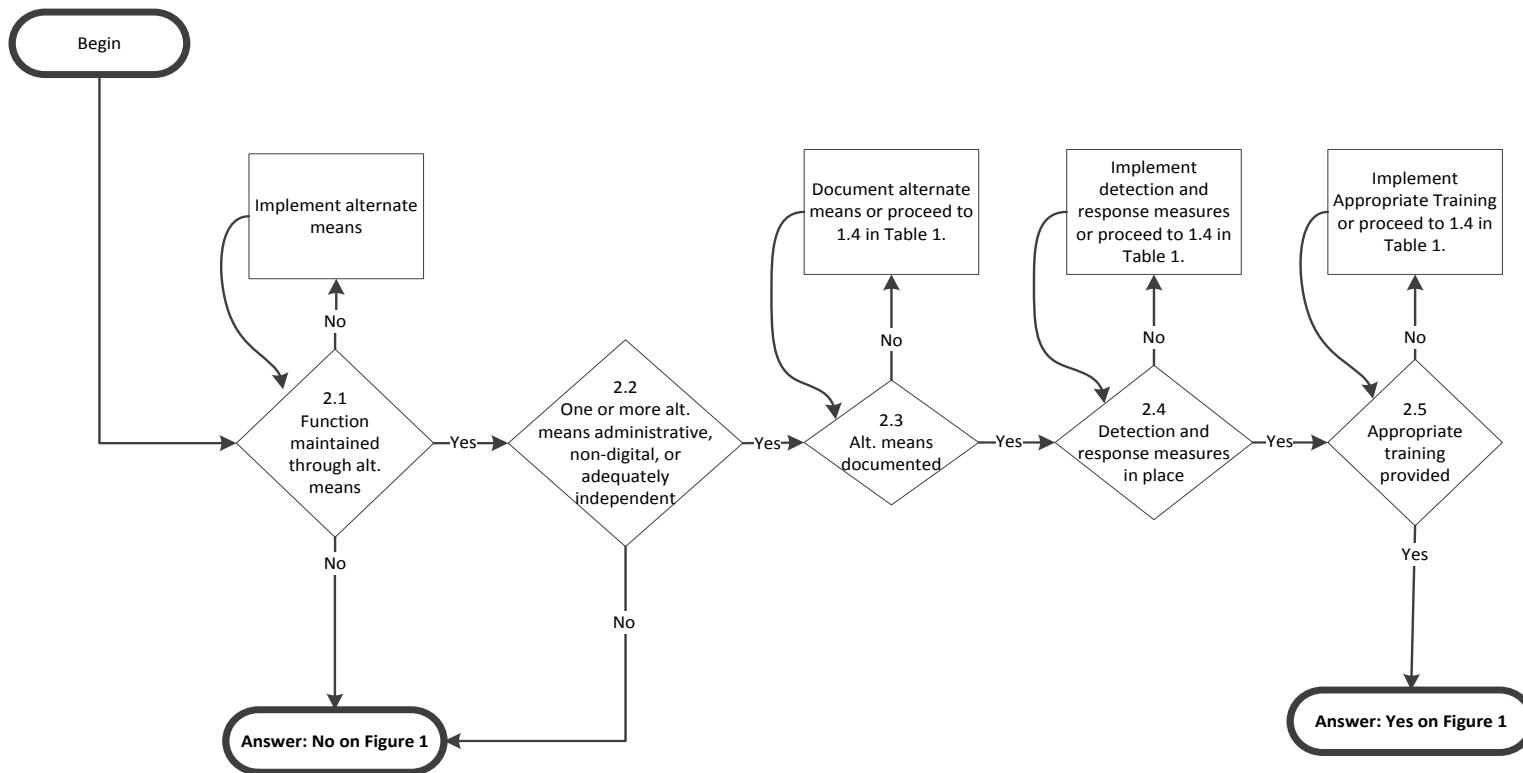 Begin
Implement alternate
means
Document alternate
means or proceed to
1.4 in Table 1.
Implement
detection and
response measures
or proceed to 1.4 in
Table 1.
Implement
Appropriate Training
or proceed to 1.4 in
Table 1.
No
No
No
No
2.1
Function
maintained
through alt.
means
Yes
2.2
One or more alt.
means administrative,
non-digital, or
adequately
independent
Yes
2.3
Alt. means
documented
Yes
2.4
Detection and
response measures
in place
Yes
2.5
Appropriate
training
provided
No
No
Yes
Answer: No on Figure 1
Answer: Yes on Figure 1